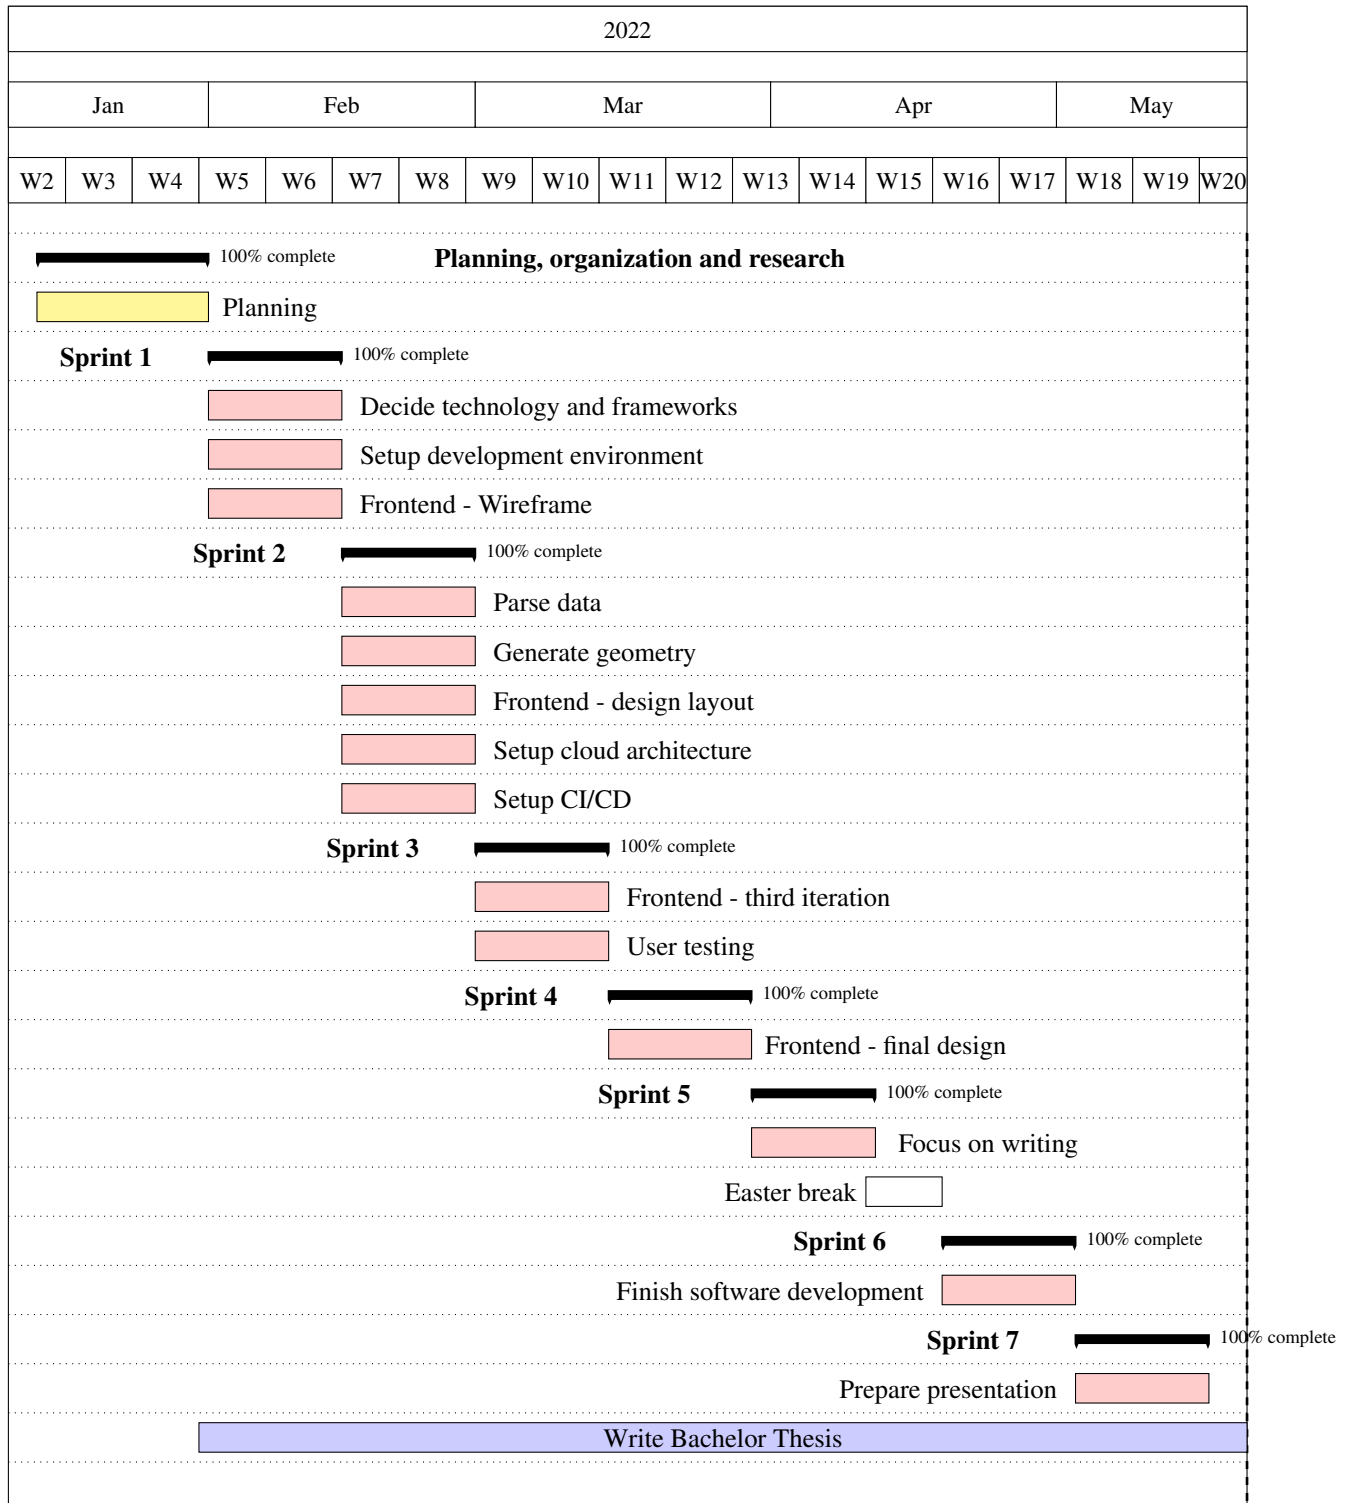 2022
Jan Feb Mar Apr May
W2 W3 W4 W5 W6 W7 W8 W9 W10 W11 W12 W13 W14 W15 W16 W17 W18 W19 W20
100% complete Planning, organization and research
Planning
Sprint 1 100% complete
Decide technology and frameworks
Setup development environment
Frontend - Wireframe
Sprint 2 100% complete
Parse data
Generate geometry
Frontend - design layout
Setup cloud architecture
Setup CI/CD
Sprint 3 100% complete
Frontend - third iteration
User testing
Sprint 4 100% complete
Frontend - final design
Sprint 5 100% complete
Focus on writing
Easter break
Sprint 6 100% complete
Finish software development
Sprint 7 100% complete
Prepare presentation
Write Bachelor Thesis